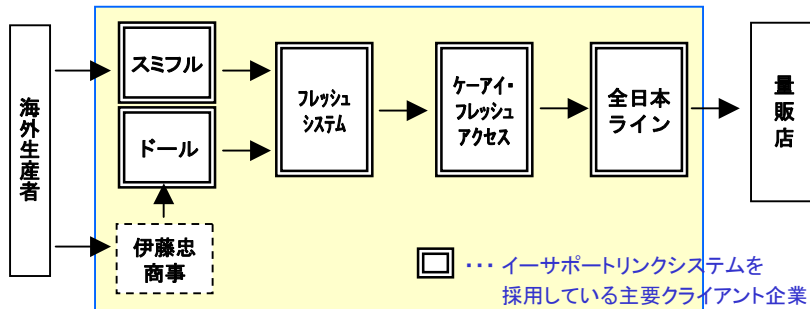 海外生産者
スミフル
ドール
伊藤忠
商事
フレッシュ
システム
ケーアイ・
フレッシュ
アクセス
全日本
ライン
量販店
・・・ イーサポートリンクシステムを
採用している主要クライアント企業